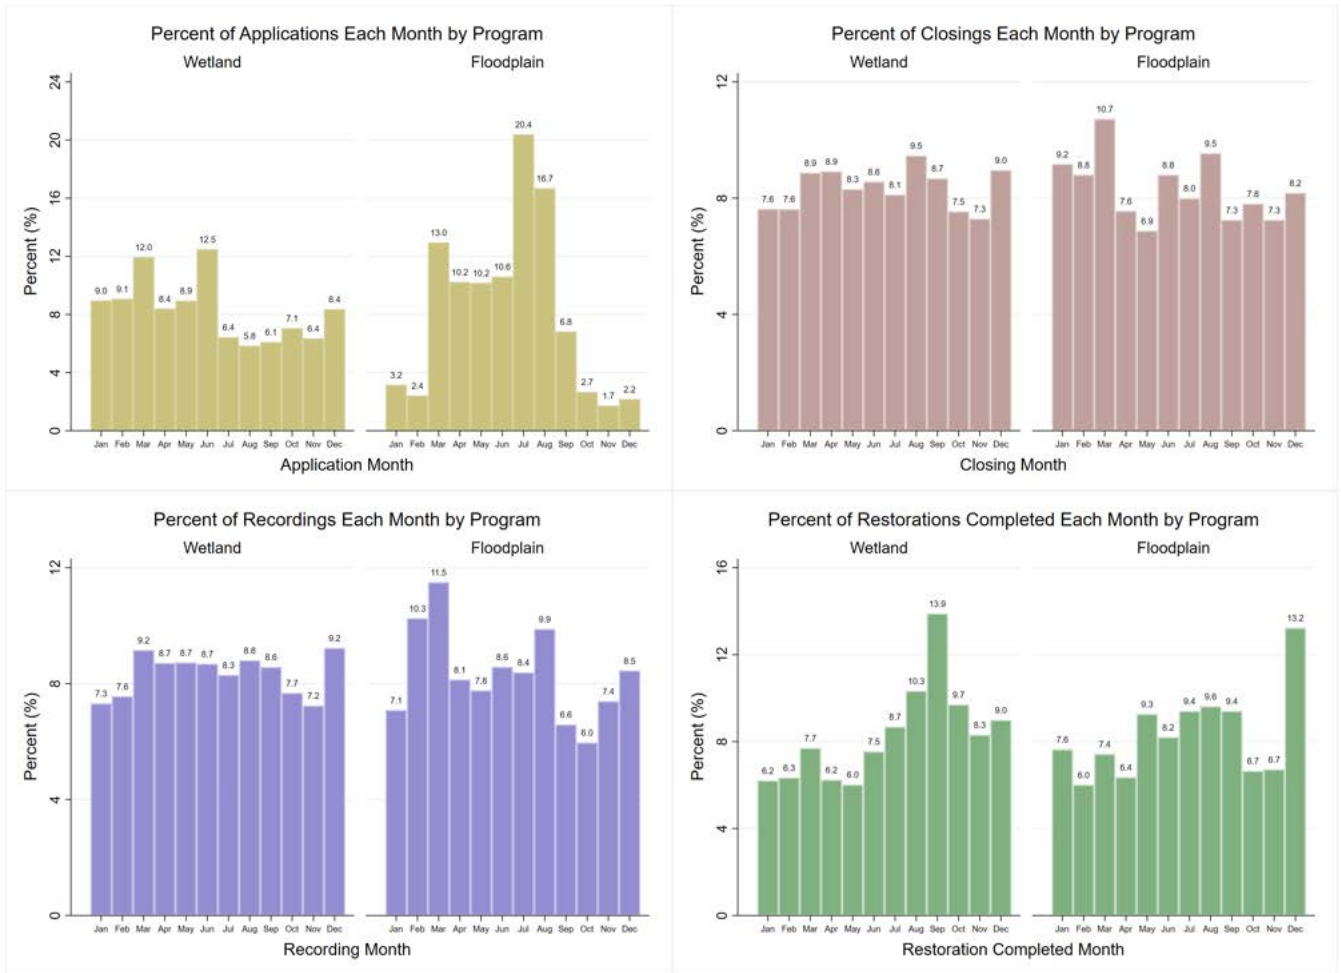 Percent of Applications Each Month by Program
Wetland Floodplain
24
20
16
12
8
4
0
Percent (%)
9.0 9.1 12.0 8.4 8.9 12.5 6.4 5.8 6.1 7.1 6.4 8.4
3.2 2.4 13.0 10.2 10.2 10.6 20.4 16.7 6.8 2.7 1.7 2.2
Jan Feb Mar Apr May Jun Jul Aug Sep Oct Nov Dec Jan Feb Mar Apr May Jun Jul Aug Sep Oct Nov Dec
Application Month
Percent of Closings Each Month by Program
Wetland Floodplain
12
8
4
0
Percent (%)
7.6 7.6 8.9 8.9 8.3 8.6 8.1 9.5 8.7 7.5 7.3 9.0
9.2 8.8 10.7 7.6 6.9 8.8 8.0 9.5 7.3 7.8 7.3 8.2
Jan Feb Mar Apr May Jun Jul Aug Sep Oct Nov Dec Jan Feb Mar Apr May Jun Jul Aug Sep Oct Nov Dec
Closing Month
Percent of Recordings Each Month by Program
Wetland Floodplain
12
8
4
0
Percent (%)
7.3 7.6 9.2 8.7 8.7 8.7 8.3 8.8 8.6 7.7 7.2 9.2
7.1 10.3 11.5 8.1 7.8 8.6 8.4 9.9 6.6 6.0 7.4 8.5
Jan Feb Mar Apr May Jun Jul Aug Sep Oct Nov Dec Jan Feb Mar Apr May Jun Jul Aug Sep Oct Nov Dec
Recording Month
Percent of Restorations Completed Each Month by Program
Wetland Floodplain
16
12
8
4
0
Percent (%)
6.2 6.3 7.7 6.2 6.0 7.5 8.7 10.3 13.9 9.7 8.3 9.0
7.6 6.0 7.4 6.4 9.3 8.2 9.4 9.6 9.4 6.7 6.7 13.2
Jan Feb Mar Apr May Jun Jul Aug Sep Oct Nov Dec Jan Feb Mar Apr May Jun Jul Aug Sep Oct Nov Dec
Restoration Completed Month